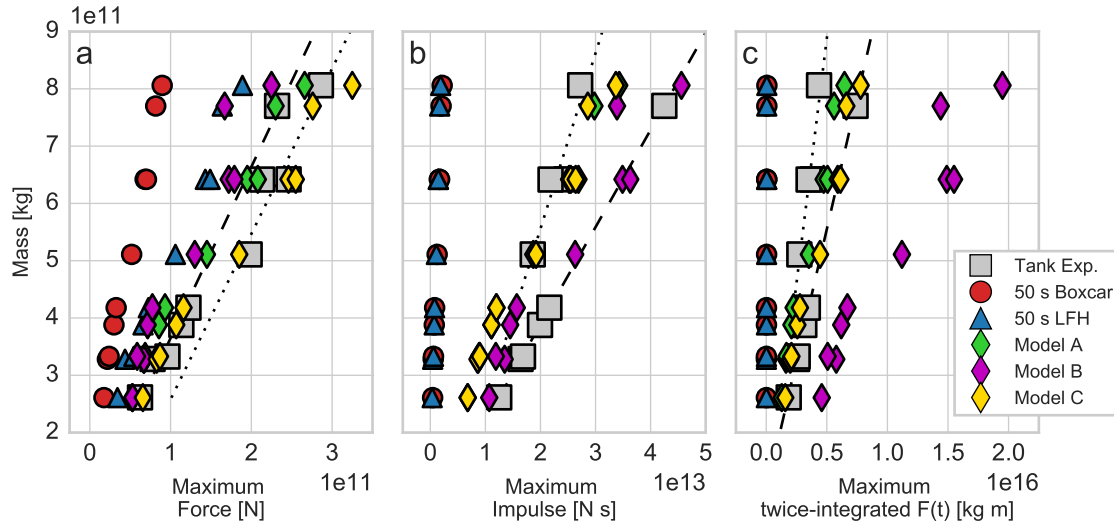 1e11
a
b
c
9
8
7
6
5
4
3
2
Mass [kg]
0 1 2 3
1e11
Maximum
Force [N]
0 1 2 3 4 5
1e13
Maximum
Impulse [N s]
0.0 0.5 1.0 1.5 2.0
1e16
Maximum
twice-integrated F(t) [kg m]
Tank Exp.
50 s Boxcar
50 s LFH
Model A
Model B
Model C